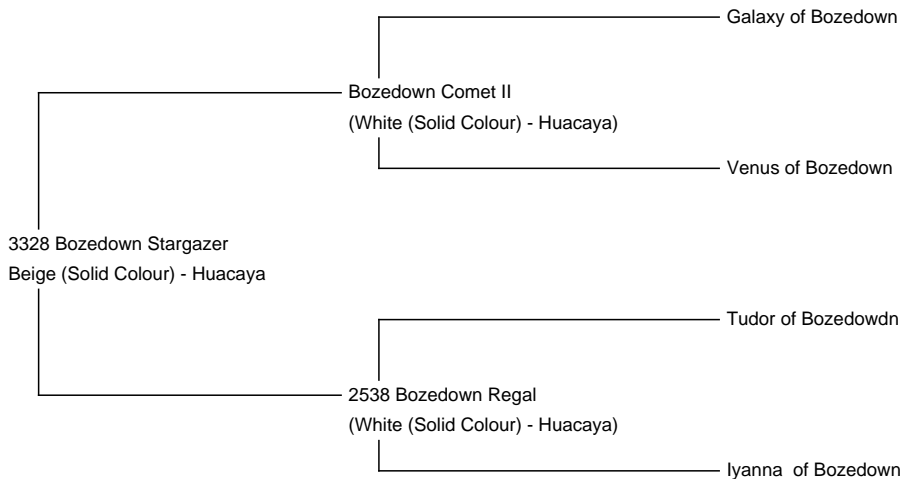 Galaxy of Bozedown
Bozedown Comet II
(White (Solid Colour) - Huacaya)
Venus of Bozedown
3328 Bozedown Stargazer
Beige (Solid Colour) - Huacaya
Tudor of Bozedowdn
2538 Bozedown Regal
(White (Solid Colour) - Huacaya)
Iyanna  of Bozedown